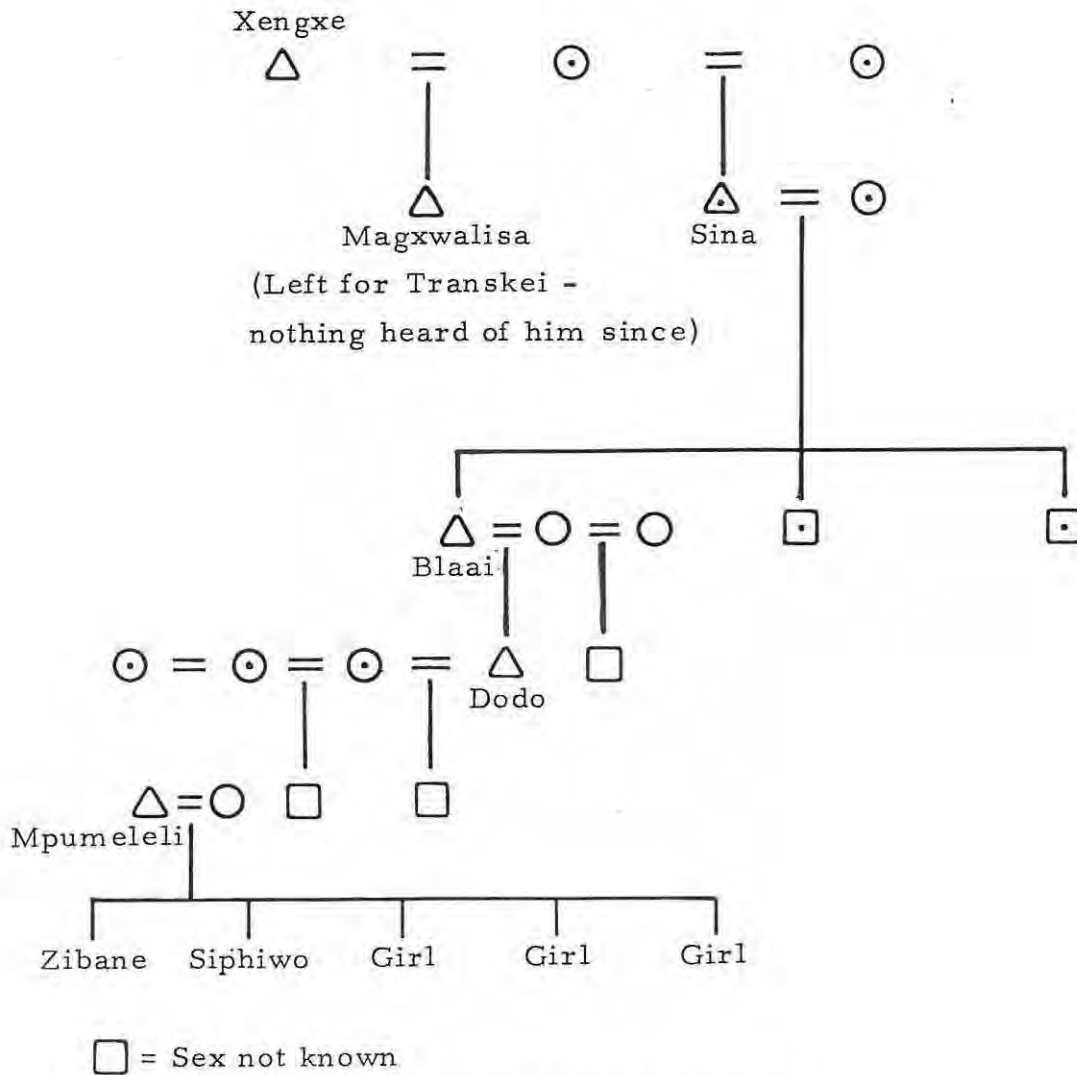 Xengxe
Magxwalisa
Sina
(Left for Transkei -
nothing heard of him since)
Blaai
Dodo
Mpumeleli
Zibane Siphiwo Girl Girl Girl
= Sex not known